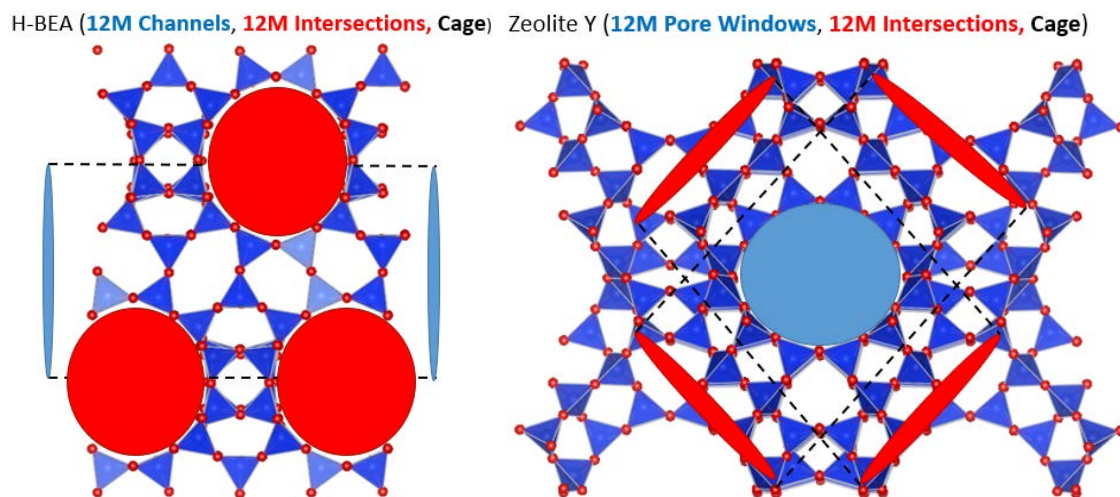 H-BEA (12M Channels, 12M Intersections, Cage)
Zeolite Y (12M Pore Windows, 12M Intersections, Cage)